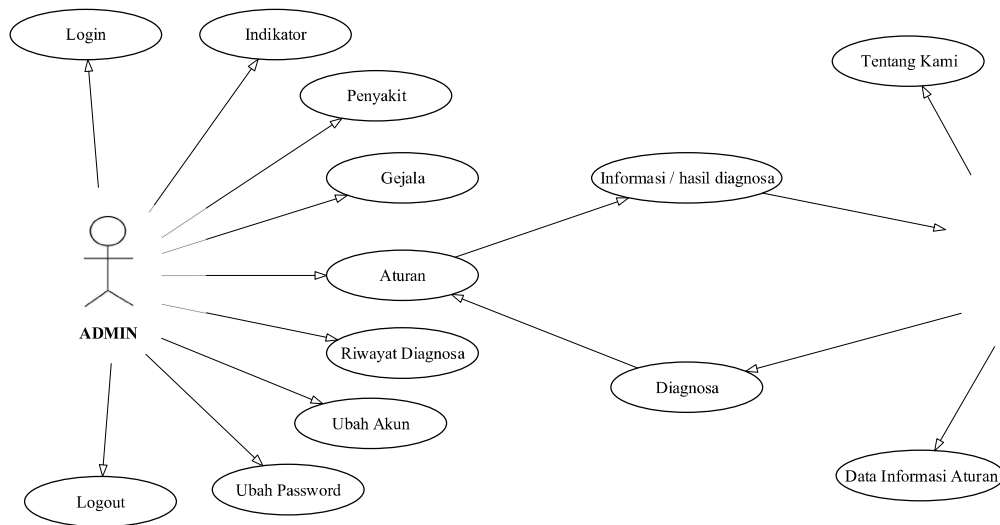 Login
Indikator
Tentang Kami
Penyakit
Gejala
Informasi / hasil diagnosa
Aturan
ADMIN
Riwayat Diagnosa
Diagnosa
Ubah Akun
Ubah Password
Logout
Data Informasi Aturan